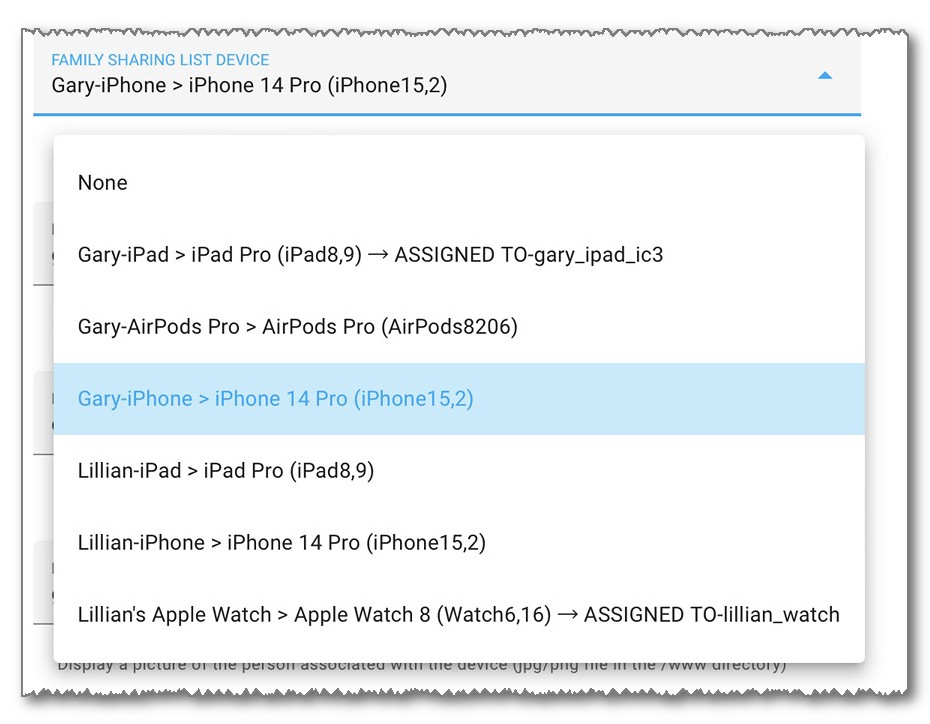 FAMILY SHARING LIST DEVICE
Gary-iPhone > iPhone 14 Pro (iPhone15,2)
None
Gary-iPad > iPad Pro (iPad8,9) → ASSIGNED TO-gary_ipad_ic3
Gary-AirPods Pro > AirPods Pro (AirPods8206)
Gary-iPhone > iPhone 14 Pro (iPhone15,2)
Lillian-iPad > iPad Pro (iPad8,9)
Lillian-iPhone > iPhone 14 Pro (iPhone15,2)
Lillian's Apple Watch > Apple Watch 8 (Watch6,16) → ASSIGNED TO-lillian_watch
Display a picture of the person associated with the device (jpg/png file in the /www directory)